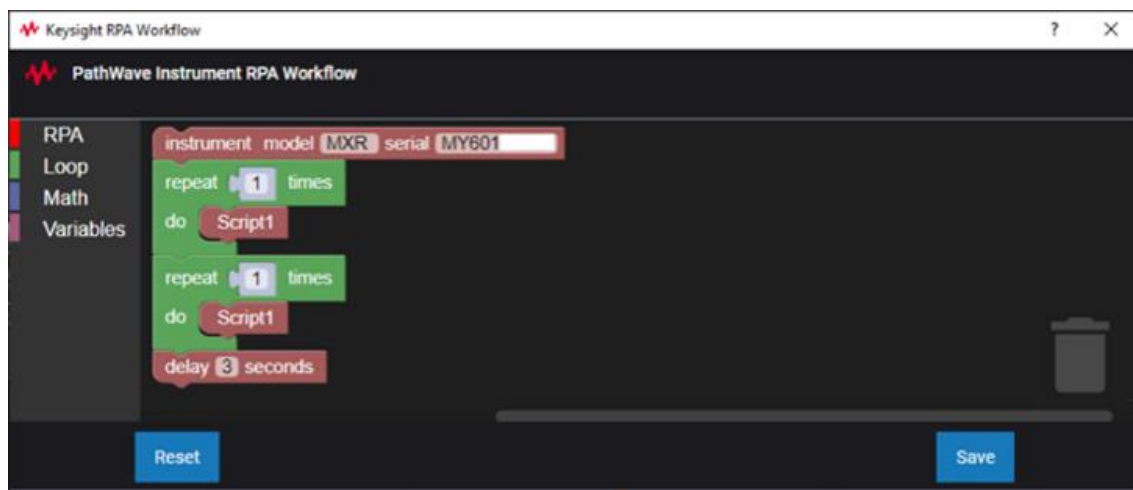 Keysight RPA Workflow ? ×
PathWave Instrument RPA Workflow
RPA
Loop
Math
Variables
instrument model MXR serial MY601
repeat 1 times
do Script1
repeat 1 times
do Script1
delay 3 seconds
Reset
Save